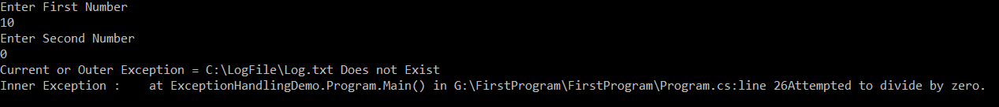 Enter First Number
10
Enter Second Number
0
Current or Outer Exception = C:\LogFile\Log.txt Does not Exist
Inner Exception :    at ExceptionHandlingDemo.Program.Main() in G:\FirstProgram\FirstProgram\Program.cs:line 26Attempted to divide by zero.